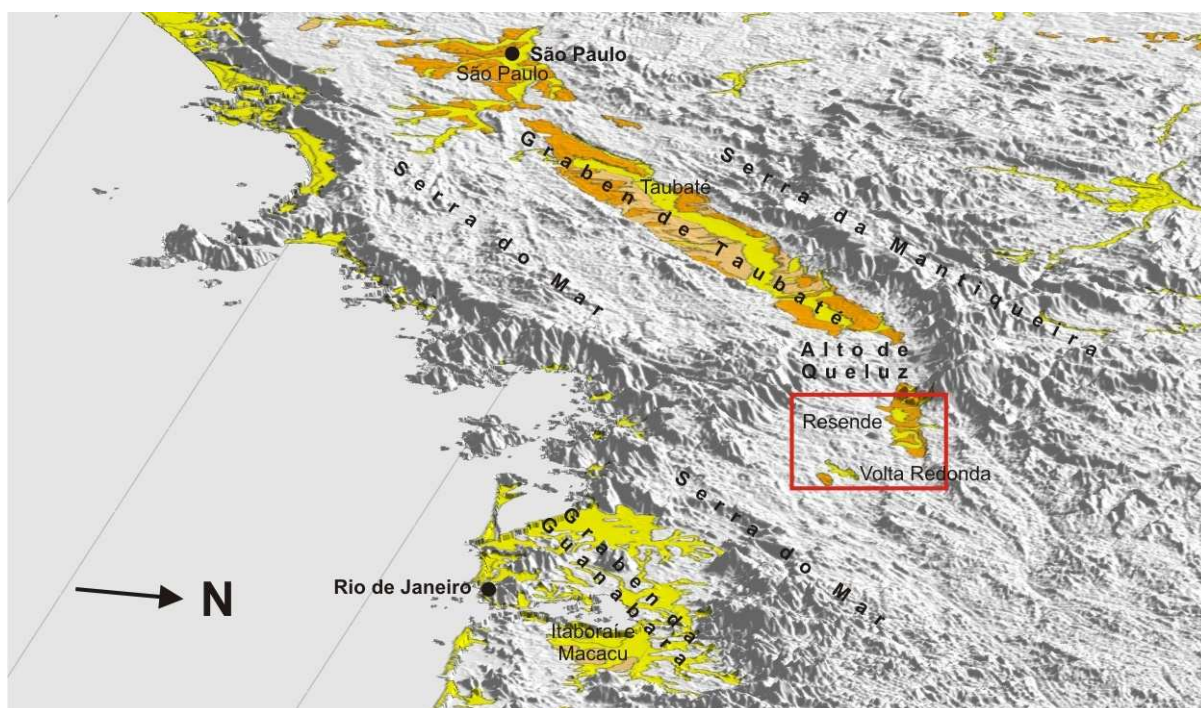 São Paulo
São Paulo
Graben de Taubaté
Taubaté
Serra da Mantiqueira
Serra do Mar
Alto de
Queluz
Resende
Volta Redonda
Serra do Mar
Graben da
Guanabara
Rio de Janeiro
N
Itaboraí e
Macacu